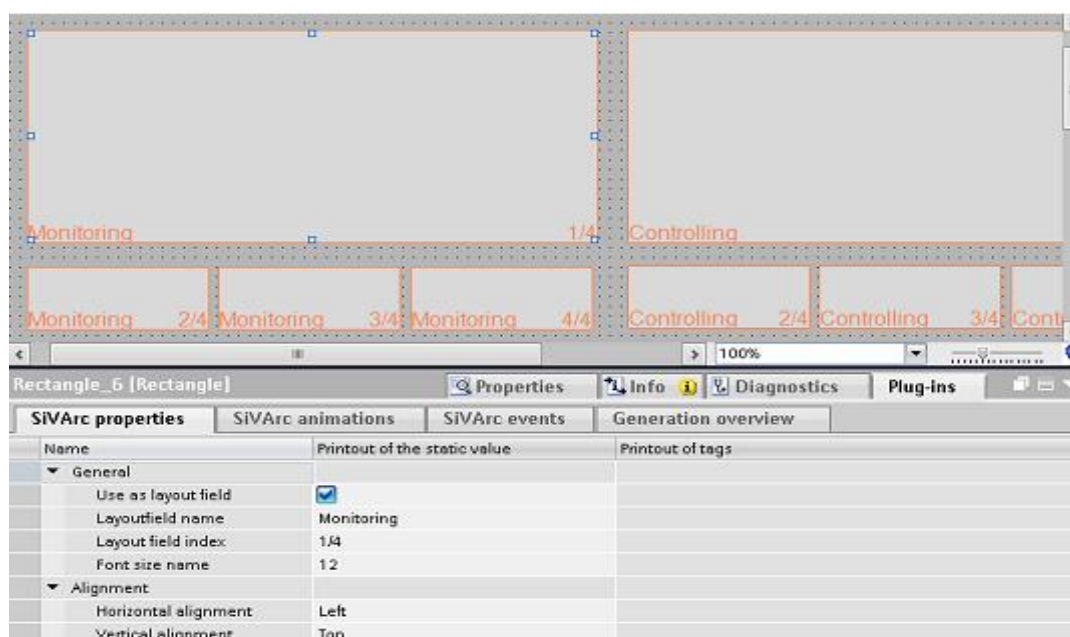 Monitoring 1/4 Controlling
Monitoring 2/4 Monitoring 3/4 Monitoring 4/4 Controlling 2/4 Controlling 3/4 Cont
100%
Rectangle_6 [Rectangle] Properties Info Diagnostics Plug-ins
SiVArc properties SiVArc animations SiVArc events Generation overview
Name Printout of the static value Printout of tags
General
Use as layout field
Layoutfield name Monitoring
Layout field index 1/4
Font size name 12
Alignment
Horizontal alignment Left
Vertical alignment Top